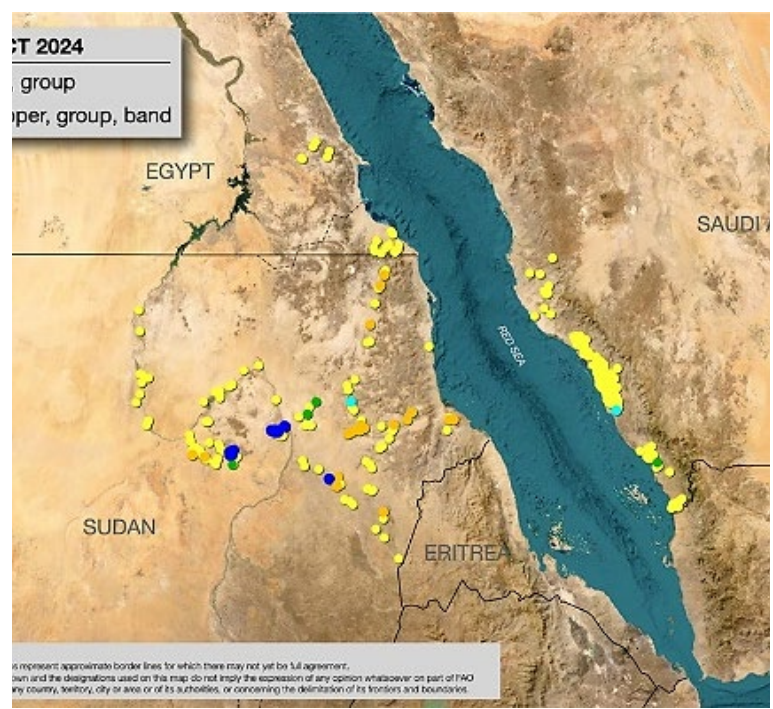 CT 2024
, group
pper, group, band
EGYPT
SAUDI A
RED SEA
SUDAN
ERITREA
s represent approximate border lines for which there may not yet be full agreement.
own and the designations used on this map do not imply the expression of any opinion whatsoever on part of FAO
ny country, territory, city or area or of its authorities, or concerning the delimitation of its frontiers and boundaries.